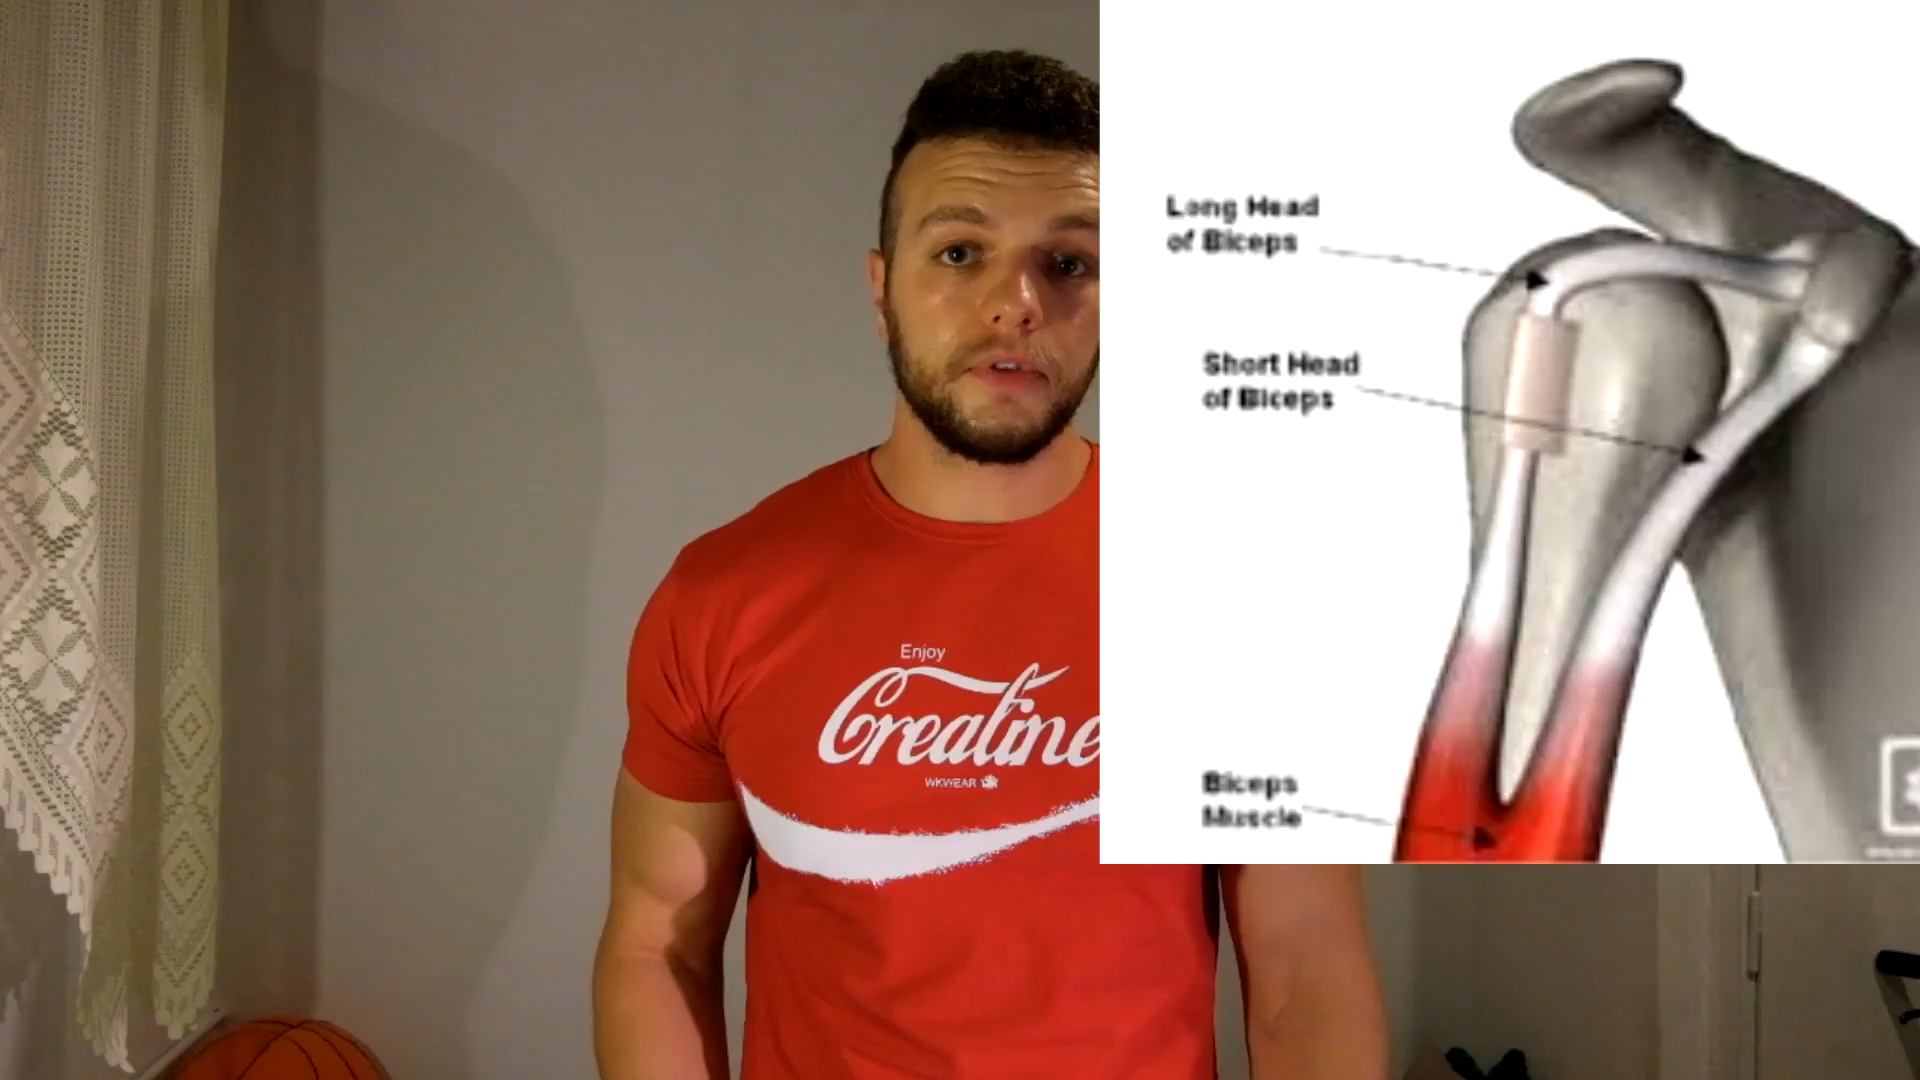 Enjoy
Creatine
WKWEAR
Long Head
of Biceps
Short Head
of Biceps
Biceps
Muscle